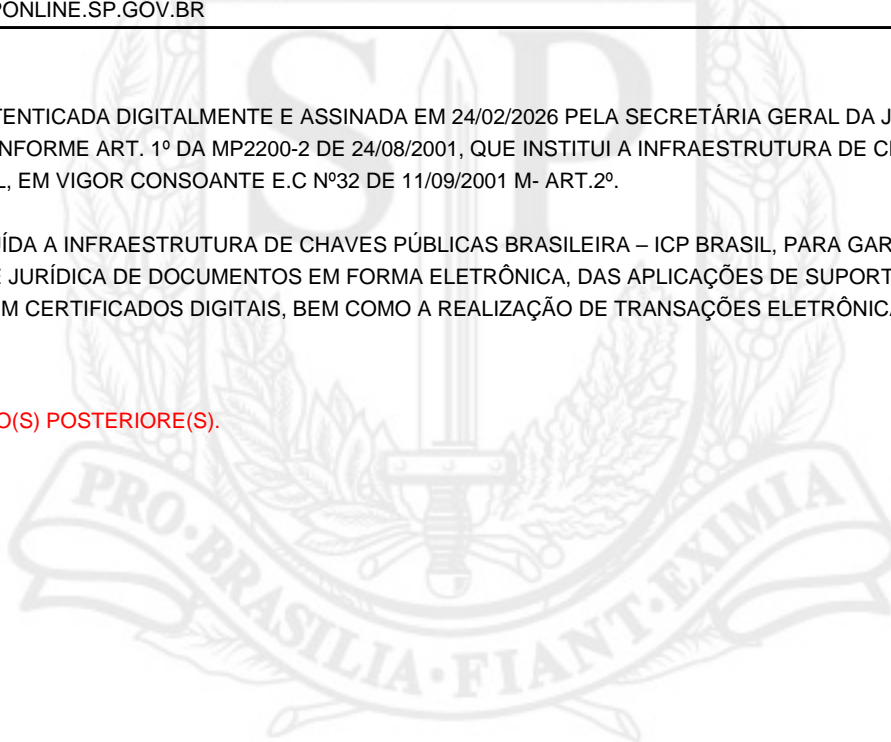 PONLINE.SP.GOV.BR
TENTICADA DIGITALMENTE E ASSINADA EM 24/02/2026 PELA SECRETÁRIA GERAL DA J
NFORME ART. 1º DA MP2200-2 DE 24/08/2001, QUE INSTITUI A INFRAESTRUTURA DE C
L, EM VIGOR CONSOANTE E.C Nº32 DE 11/09/2001 M- ART.2º.
ÍDA A INFRAESTRUTURA DE CHAVES PÚBLICAS BRASILEIRA – ICP BRASIL, PARA GAR
E JURÍDICA DE DOCUMENTOS EM FORMA ELETRÔNICA, DAS APLICAÇÕES DE SUPORT
EM CERTIFICADOS DIGITAIS, BEM COMO A REALIZAÇÃO DE TRANSAÇÕES ELETRÔNICA
O(S) POSTERIORE(S).
SP
PRO·BRASILIA·FIANT·EXIMIA